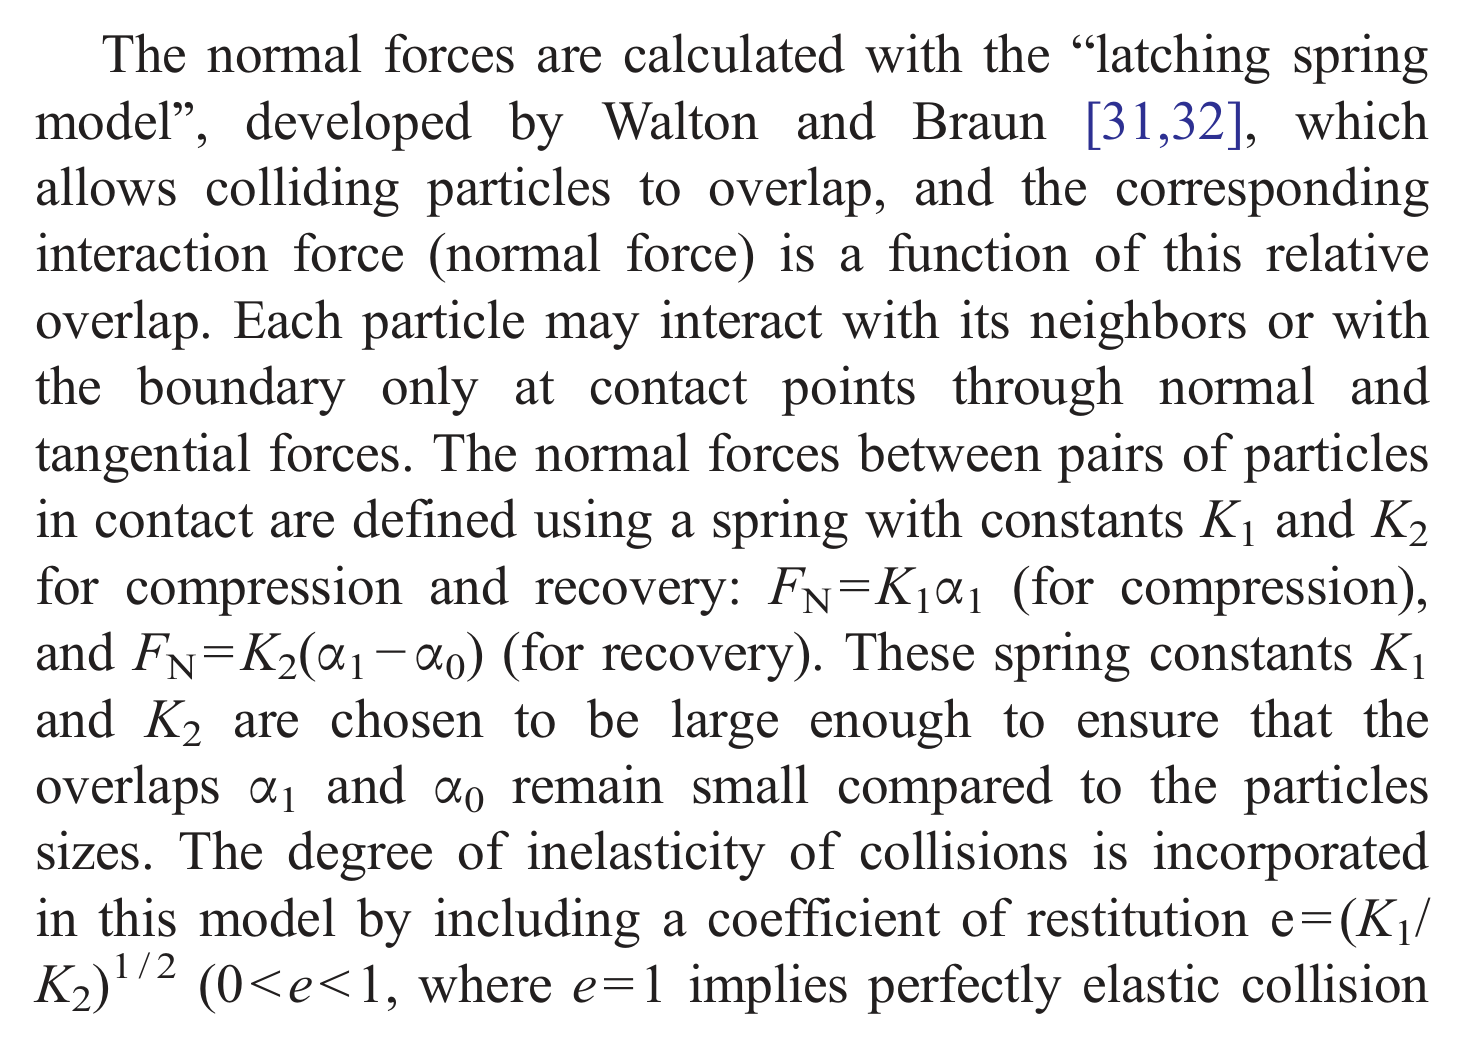 The normal forces are calculated with the “latching spring
model”, developed by Walton and Braun [31,32], which
allows colliding particles to overlap, and the corresponding
interaction force (normal force) is a function of this relative
overlap. Each particle may interact with its neighbors or with
the boundary only at contact points through normal and
tangential forces. The normal forces between pairs of particles
in contact are defined using a spring with constants K₁ and K₂
for compression and recovery: F_N=K₁α₁ (for compression),
and F_N=K₂(α₁−α₀) (for recovery). These spring constants K₁
and K₂ are chosen to be large enough to ensure that the
overlaps α₁ and α₀ remain small compared to the particles
sizes. The degree of inelasticity of collisions is incorporated
in this model by including a coefficient of restitution e=(K₁/
K₂)^1/2 (0<e<1, where e=1 implies perfectly elastic collision